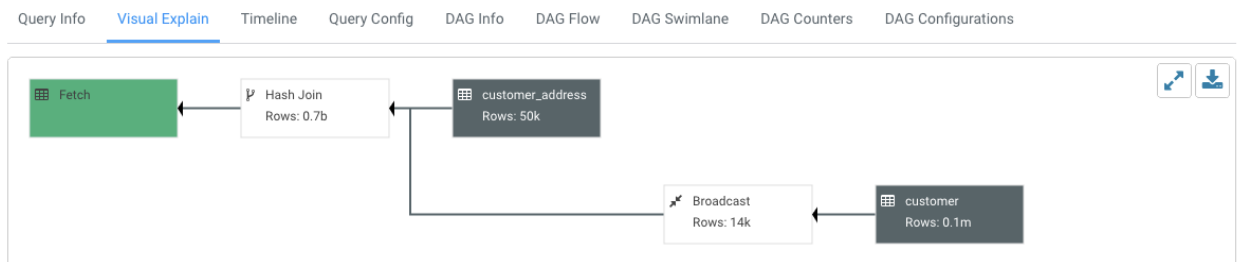 Query Info Visual Explain Timeline Query Config DAG Info DAG Flow DAG Swimlane DAG Counters DAG Configurations
Fetch
Hash Join
Rows: 0.7b
customer_address
Rows: 50k
Broadcast
Rows: 14k
customer
Rows: 0.1m